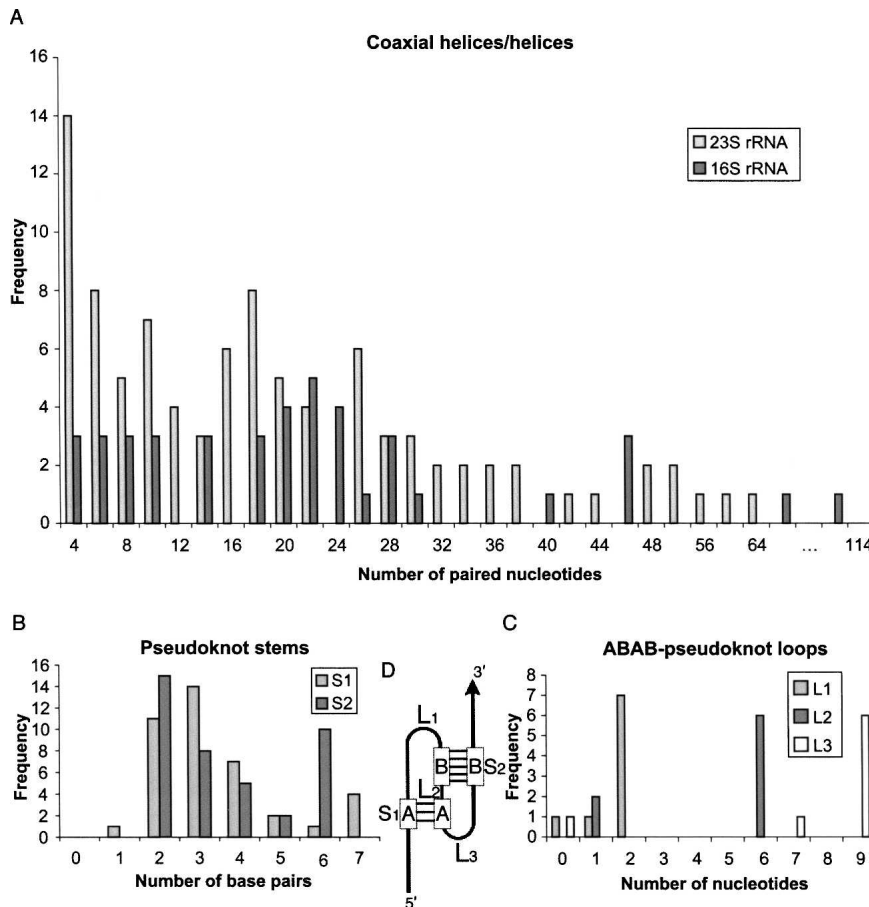 A
Coaxial helices/helices
16
14
12
10
8
6
4
2
0
Frequency
23S rRNA
16S rRNA
4 8 12 16 20 24 28 32 36 40 44 48 56 64 ... 114
Number of paired nucleotides
B
Pseudoknot stems
16
14
12
10
8
6
4
2
0
Frequency
S1
S2
0 1 2 3 4 5 6 7
Number of base pairs
D
3′
L1
B B S2
L2
S1 A A
L3
5′
C
ABAB-pseudoknot loops
8
7
6
5
4
3
2
1
0
Frequency
L1
L2
L3
0 1 2 3 4 5 6 7 8 9
Number of nucleotides